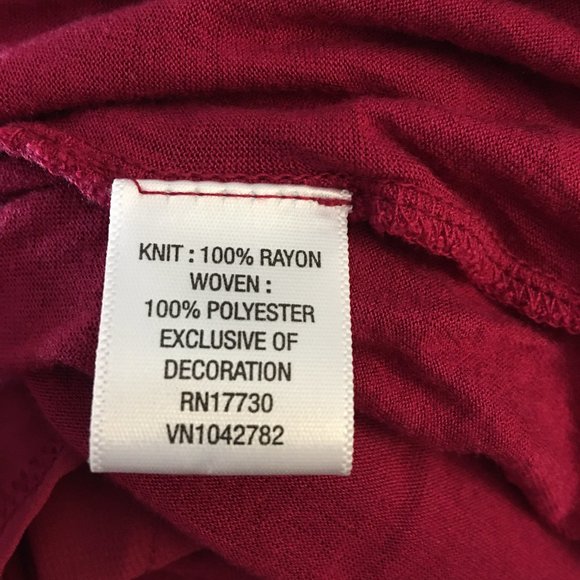 KNIT : 100% RAYON
WOVEN :
100% POLYESTER
EXCLUSIVE OF
DECORATION
RN17730
VN1042782